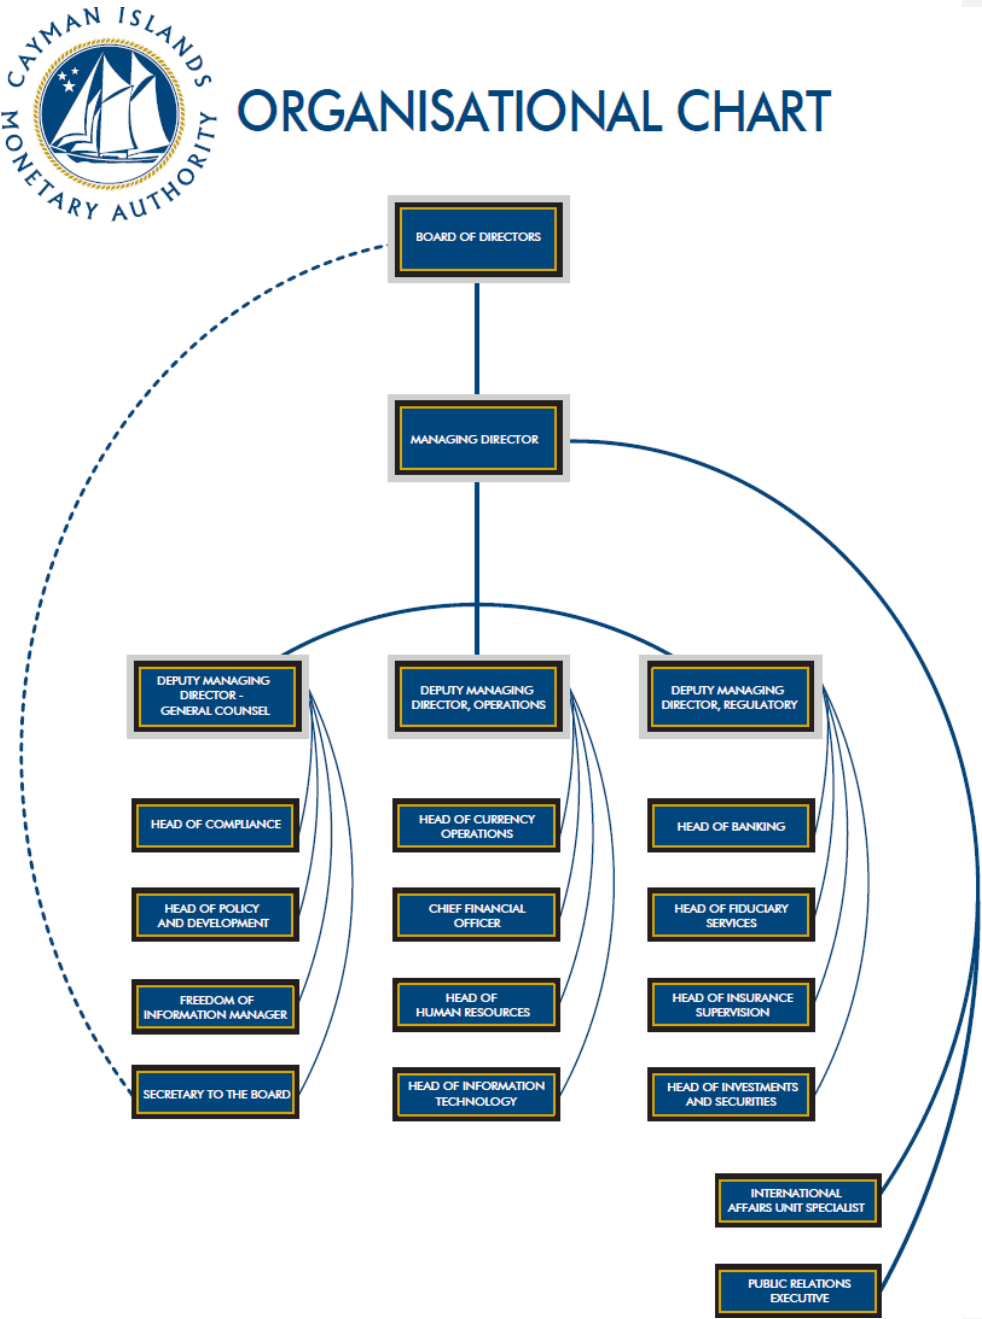 CAYMAN ISLANDS
MONETARY AUTHORITY
ORGANISATIONAL CHART
BOARD OF DIRECTORS
MANAGING DIRECTOR
DEPUTY MANAGING
DIRECTOR -
GENERAL COUNSEL
DEPUTY MANAGING
DIRECTOR, OPERATIONS
DEPUTY MANAGING
DIRECTOR, REGULATORY
HEAD OF COMPLIANCE
HEAD OF CURRENCY
OPERATIONS
HEAD OF BANKING
HEAD OF POLICY
AND DEVELOPMENT
CHIEF FINANCIAL
OFFICER
HEAD OF FIDUCIARY
SERVICES
FREEDOM OF
INFORMATION MANAGER
HEAD OF
HUMAN RESOURCES
HEAD OF INSURANCE
SUPERVISION
SECRETARY TO THE BOARD
HEAD OF INFORMATION
TECHNOLOGY
HEAD OF INVESTMENTS
AND SECURITIES
INTERNATIONAL
AFFAIRS UNIT SPECIALIST
PUBLIC RELATIONS
EXECUTIVE